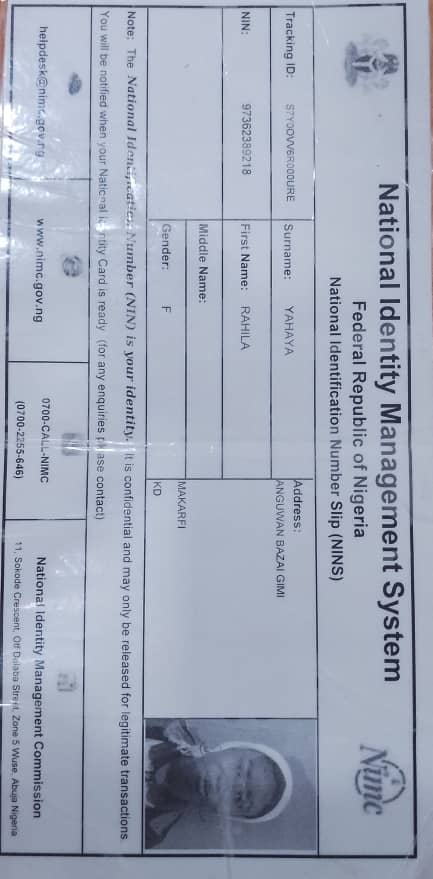 National Identity Management System
Federal Republic of Nigeria
National Identification Number Slip (NINS)
Nimc
Tracking ID: S7Y0OVV6R000URE
Surname: YAHAYA
Address:
ANGUWAN BAZAI GIMI
NIN: 97362389218
First Name: RAHILA
Middle Name:
MAKARFI
Gender: F
KD
Note: The National Identification Number (NIN) is your identity. It is confidential and may only be released for legitimate transactions
You will be notified when your National Identity Card is ready (for any enquiries please contact)
helpdesk@nimc.gov.ng
www.nimc.gov.ng
0700-CALL-NIMC
(0700-2255-646)
National Identity Management Commission
11, Sokode Crescent, Off Dalaba Street, Zone 5 Wuse, Abuja Nigeria